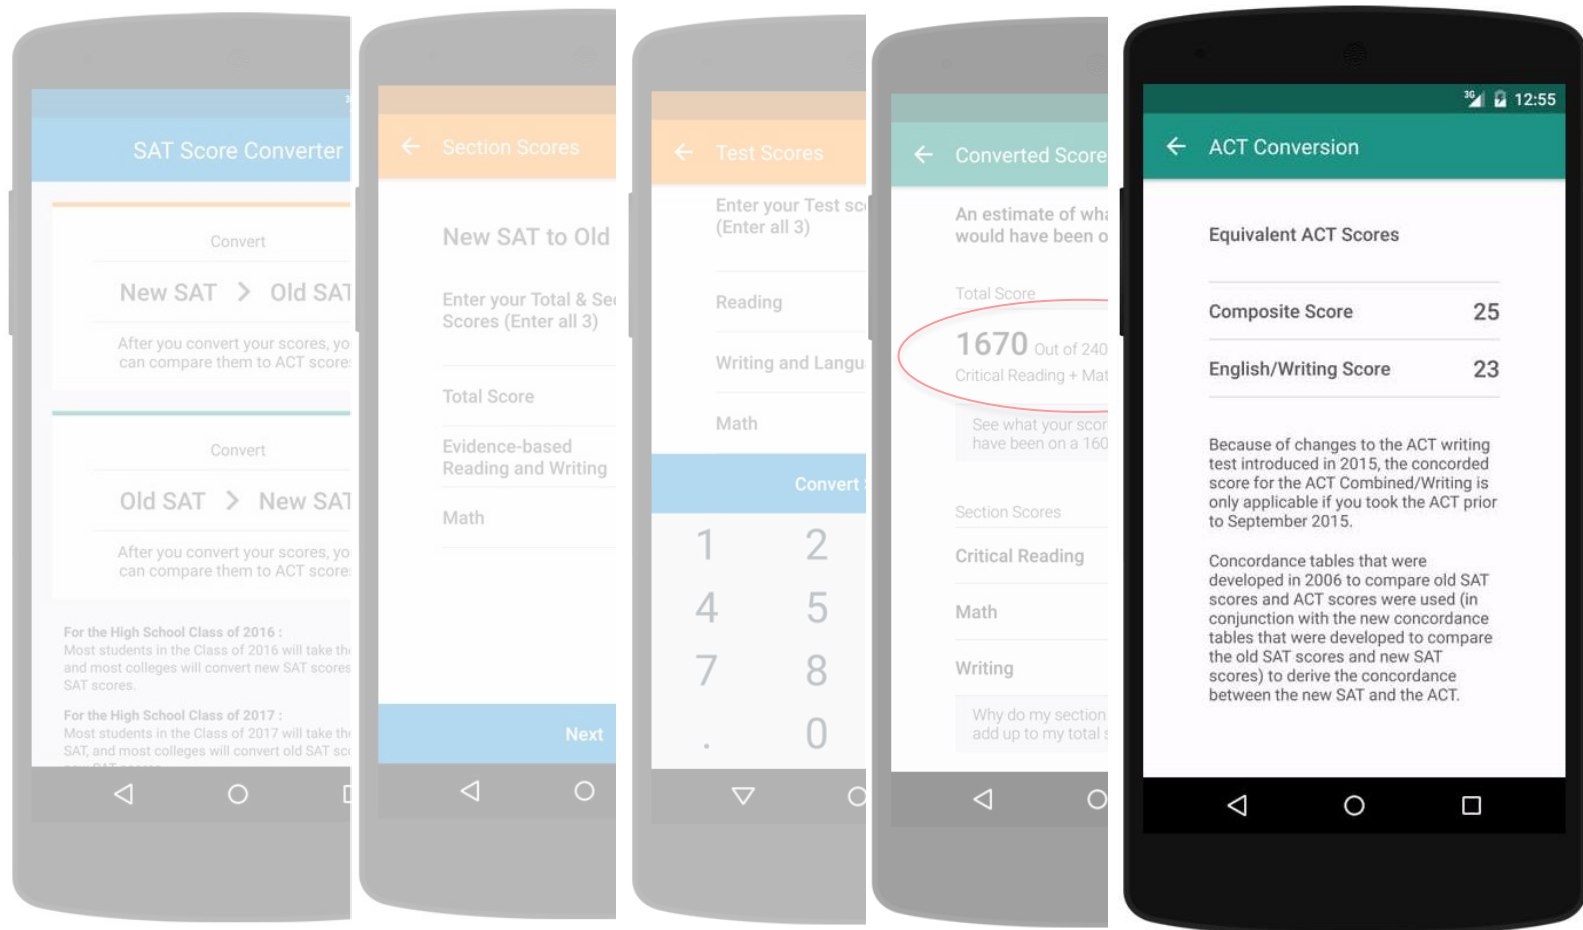 SAT Score Converter
Convert
New SAT > Old SAT
After you convert your scores, yo
can compare them to ACT score
Convert
Old SAT > New SAT
After you convert your scores, yo
can compare them to ACT score
For the High School Class of 2016 :
Most students in the Class of 2016 will take the
and most colleges will convert new SAT scores
SAT scores.
For the High School Class of 2017 :
Most students in the Class of 2017 will take the
SAT, and most colleges will convert old SAT sco
Section Scores
New SAT to Old
Enter your Total & Se
Scores (Enter all 3)
Total Score
Evidence-based
Reading and Writing
Math
Next
Test Scores
Enter your Test sco
(Enter all 3)
Reading
Writing and Langu
Math
Convert
1 2
4 5
7 8
. 0
Converted Score
An estimate of wha
would have been o
Total Score
1670 Out of 240
Critical Reading + Mat
See what your scor
have been on a 160
Section Scores
Critical Reading
Math
Writing
Why do my section
add up to my total s
3G 12:55
ACT Conversion
Equivalent ACT Scores
Composite Score 25
English/Writing Score 23
Because of changes to the ACT writing
test introduced in 2015, the concorded
score for the ACT Combined/Writing is
only applicable if you took the ACT prior
to September 2015.
Concordance tables that were
developed in 2006 to compare old SAT
scores and ACT scores were used (in
conjunction with the new concordance
tables that were developed to compare
the old SAT scores and new SAT
scores) to derive the concordance
between the new SAT and the ACT.